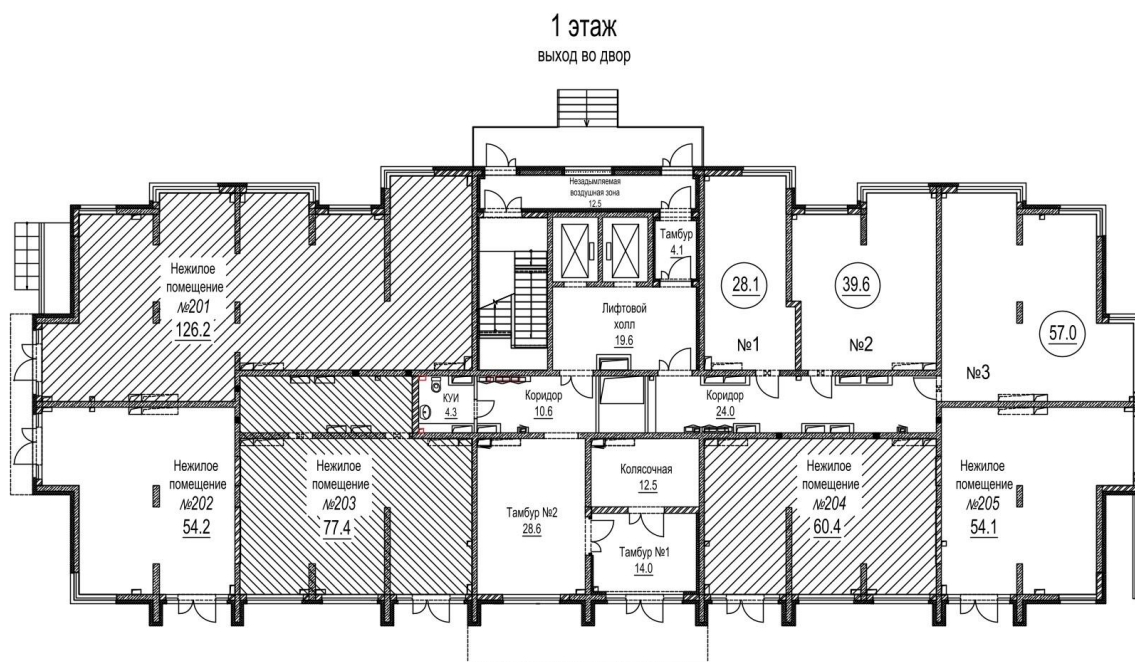 1 этаж
выход во двор
Незадымляемая
воздушная зона
12.5
Тамбур
4.1
Нежилое
помещение
№201
126.2
Лифтовой
холл
19.6
28.1
№1
39.6
№2
57.0
№3
КУИ
4.3
Коридор
10.6
Коридор
24.0
Нежилое
помещение
№202
54.2
Нежилое
помещение
№203
77.4
Тамбур №2
28.6
Колясочная
12.5
Тамбур №1
14.0
Нежилое
помещение
№204
60.4
Нежилое
помещение
№205
54.1